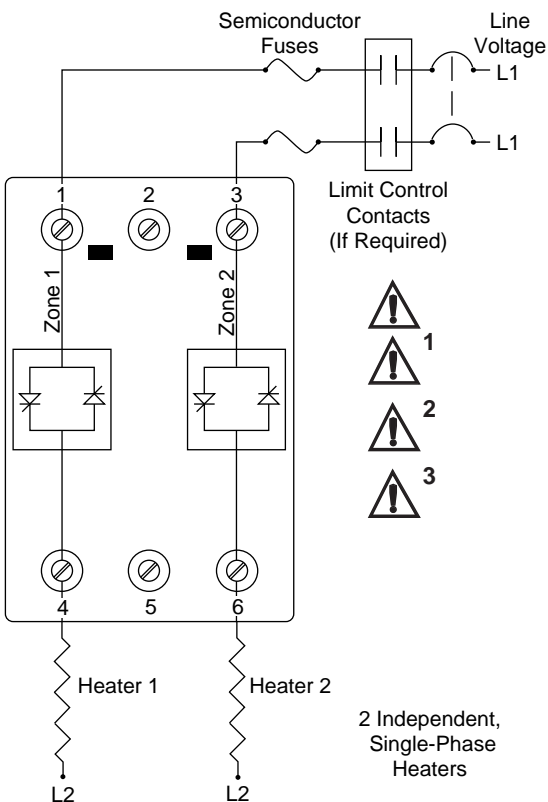 Semiconductor
Fuses
Line
Voltage
L1
L1
Limit Control
Contacts
(If Required)
1 2 3
Zone 1
Zone 2
1
2
3
4 5 6
Heater 1
Heater 2
L2
L2
2 Independent,
Single-Phase
Heaters